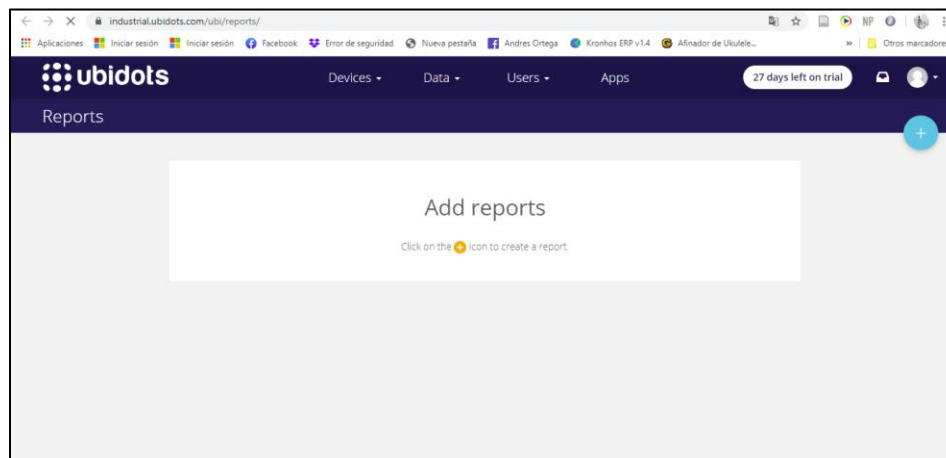 industrial.ubidots.com/ubi/reports/
NP
Aplicaciones Iniciar sesión Iniciar sesión Facebook Error de seguridad Nueva pestaña Andres Ortega Kronhos ERP v1.4 Afinador de Ukulele... » Otros marcadore
ubidots Devices Data Users Apps 27 days left on trial
Reports
Add reports
Click on the + icon to create a report.